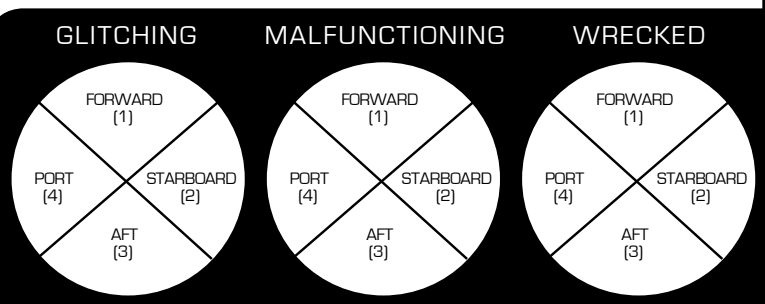 GLITCHING
MALFUNCTIONING
WRECKED
FORWARD
(1)
PORT
(4)
STARBOARD
(2)
AFT
(3)
FORWARD
(1)
PORT
(4)
STARBOARD
(2)
AFT
(3)
FORWARD
(1)
PORT
(4)
STARBOARD
(2)
AFT
(3)